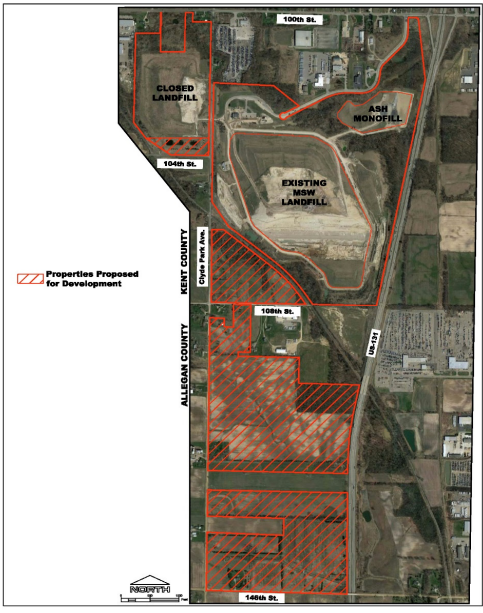 100th St.
CLOSED
LANDFILL
ASH
MONOFILL
104th St.
EXISTING
MSW
LANDFILL
Clyde Park Ave.
KENT COUNTY
Properties Proposed
for Development
108th St.
ALLEGAN COUNTY
US-131
NORTH
146th St.